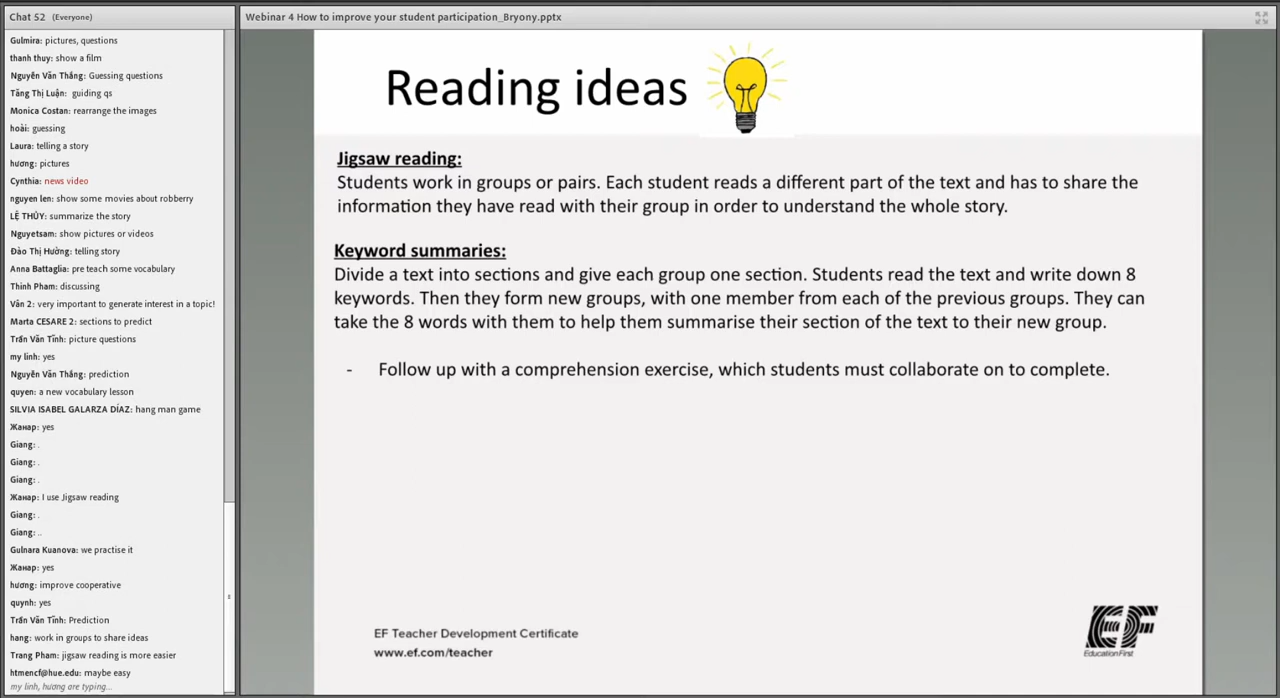 Chat 52 (Everyone)
Gulmira: pictures, questions
thanh thuy: show a film
Nguyễn Văn Thắng: Guessing questions
Tăng Thị Luận: guiding qs
Monica Costan: rearrange the images
hoài: guessing
Laura: telling a story
hương: pictures
Cynthia: news video
nguyen len: show some movies about robberry
LỆ THỦY: summarize the story
Nguyetsam: show pictures or videos
Đào Thị Hường: telling story
Anna Battaglia: pre teach some vocabulary
Thinh Pham: discussing
Vân 2: very important to generate interest in a topic!
Marta CESARE 2: sections to predict
Trần Văn Tĩnh: picture questions
my linh: yes
Nguyễn Văn Thắng: prediction
quyen: a new vocabulary lesson
SILVIA ISABEL GALARZA DÍAZ: hang man game
Жанар: yes
Giang: .
Giang: .
Giang: .
Жанар: I use Jigsaw reading
Giang: .
Giang: ..
Gulnara Kuanova: we practise it
Жанар: yes
hương: improve cooperative
quynh: yes
Trần Văn Tĩnh: Prediction
hang: work in groups to share ideas
Trang Pham: jigsaw reading is more easier
htmencf@hue.edu: maybe easy
my linh, hương are typing...
Webinar 4 How to improve your student participation_Bryony.pptx
Reading ideas
Jigsaw reading:
Students work in groups or pairs. Each student reads a different part of the text and has to share the
information they have read with their group in order to understand the whole story.
Keyword summaries:
Divide a text into sections and give each group one section. Students read the text and write down 8
keywords. Then they form new groups, with one member from each of the previous groups. They can
take the 8 words with them to help them summarise their section of the text to their new group.
- Follow up with a comprehension exercise, which students must collaborate on to complete.
EF Teacher Development Certificate
www.ef.com/teacher
EF
Education First